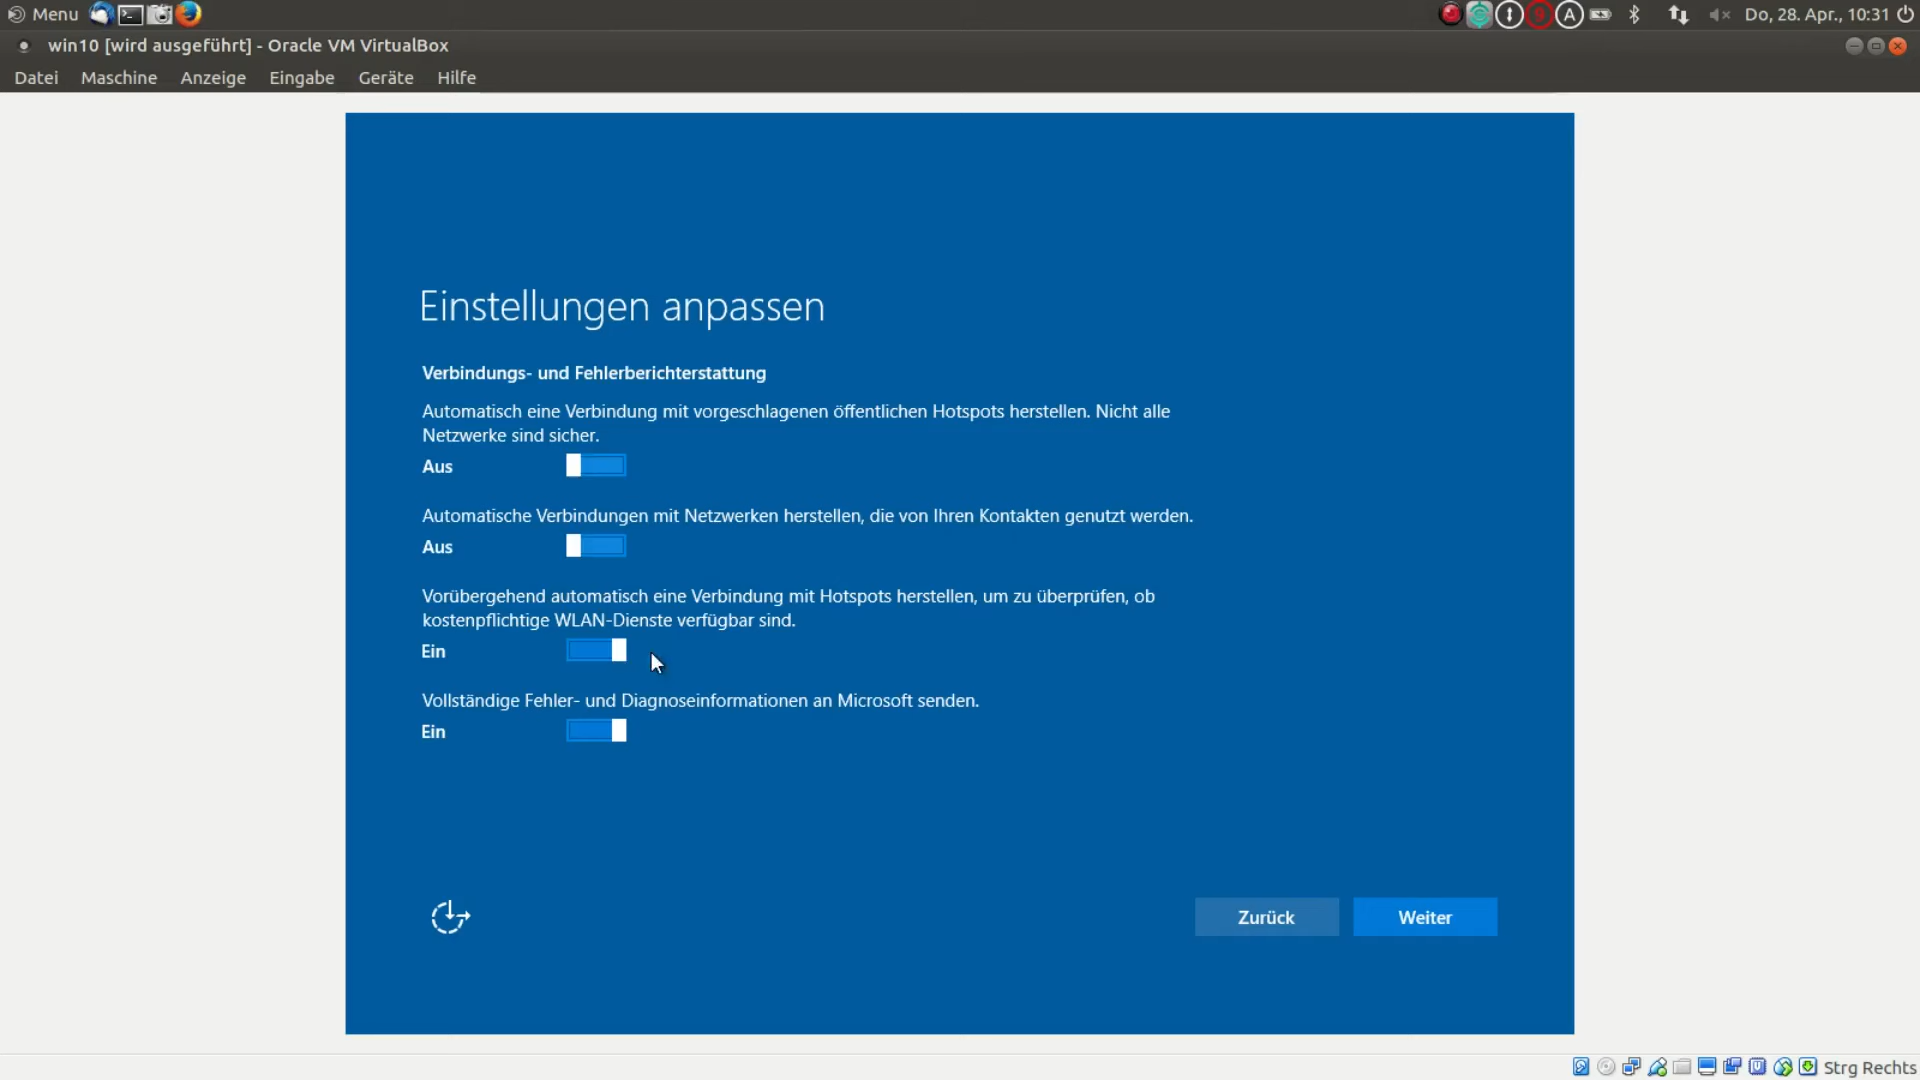 Menu
A
Do, 28. Apr., 10:31
win10 [wird ausgeführt] - Oracle VM VirtualBox
Datei Maschine Anzeige Eingabe Geräte Hilfe
Einstellungen anpassen
Verbindungs- und Fehlerberichterstattung
Automatisch eine Verbindung mit vorgeschlagenen öffentlichen Hotspots herstellen. Nicht alle
Netzwerke sind sicher.
Aus
Automatische Verbindungen mit Netzwerken herstellen, die von Ihren Kontakten genutzt werden.
Aus
Vorübergehend automatisch eine Verbindung mit Hotspots herstellen, um zu überprüfen, ob
kostenpflichtige WLAN-Dienste verfügbar sind.
Ein
Vollständige Fehler- und Diagnoseinformationen an Microsoft senden.
Ein
Zurück Weiter
Strg Rechts